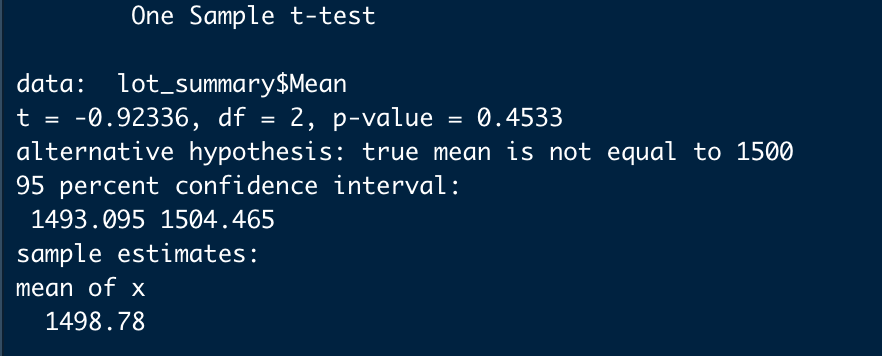 One Sample t-test
data:  lot_summary$Mean
t = -0.92336, df = 2, p-value = 0.4533
alternative hypothesis: true mean is not equal to 1500
95 percent confidence interval:
1493.095 1504.465
sample estimates:
mean of x
1498.78